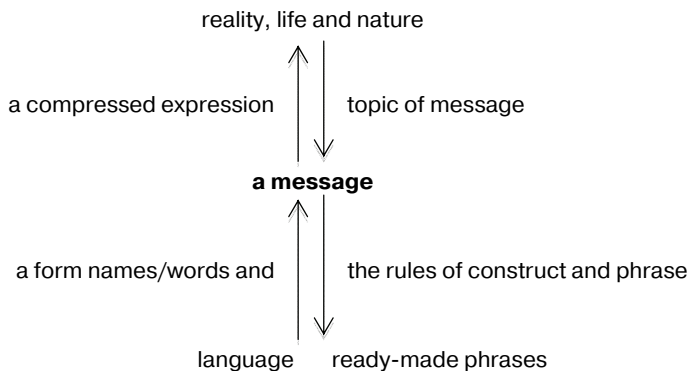 reality, life and nature
a compressed expression topic of message
a message
a form names/words and the rules of construct and phrase
language ready-made phrases